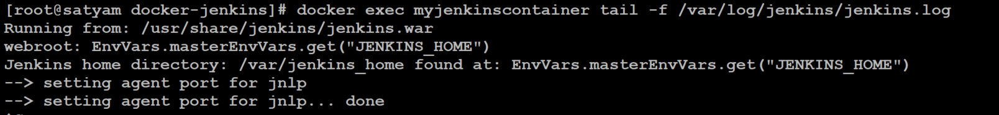 [root@satyam docker-jenkins]# docker exec myjenkinscontainer tail -f /var/log/jenkins/jenkins.log
Running from: /usr/share/jenkins/jenkins.war
webroot: EnvVars.masterEnvVars.get("JENKINS_HOME")
Jenkins home directory: /var/jenkins_home found at: EnvVars.masterEnvVars.get("JENKINS_HOME")
--> setting agent port for jnlp
--> setting agent port for jnlp... done